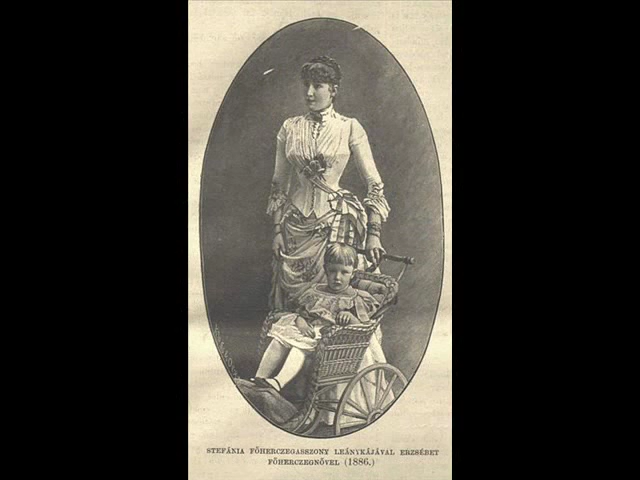 STEFÁNIA FŐHERCZEGASSZONY LEÁNYKÁJÁVAL ERZSÉBET
FŐHERCZEGNŐVEL (1886.)